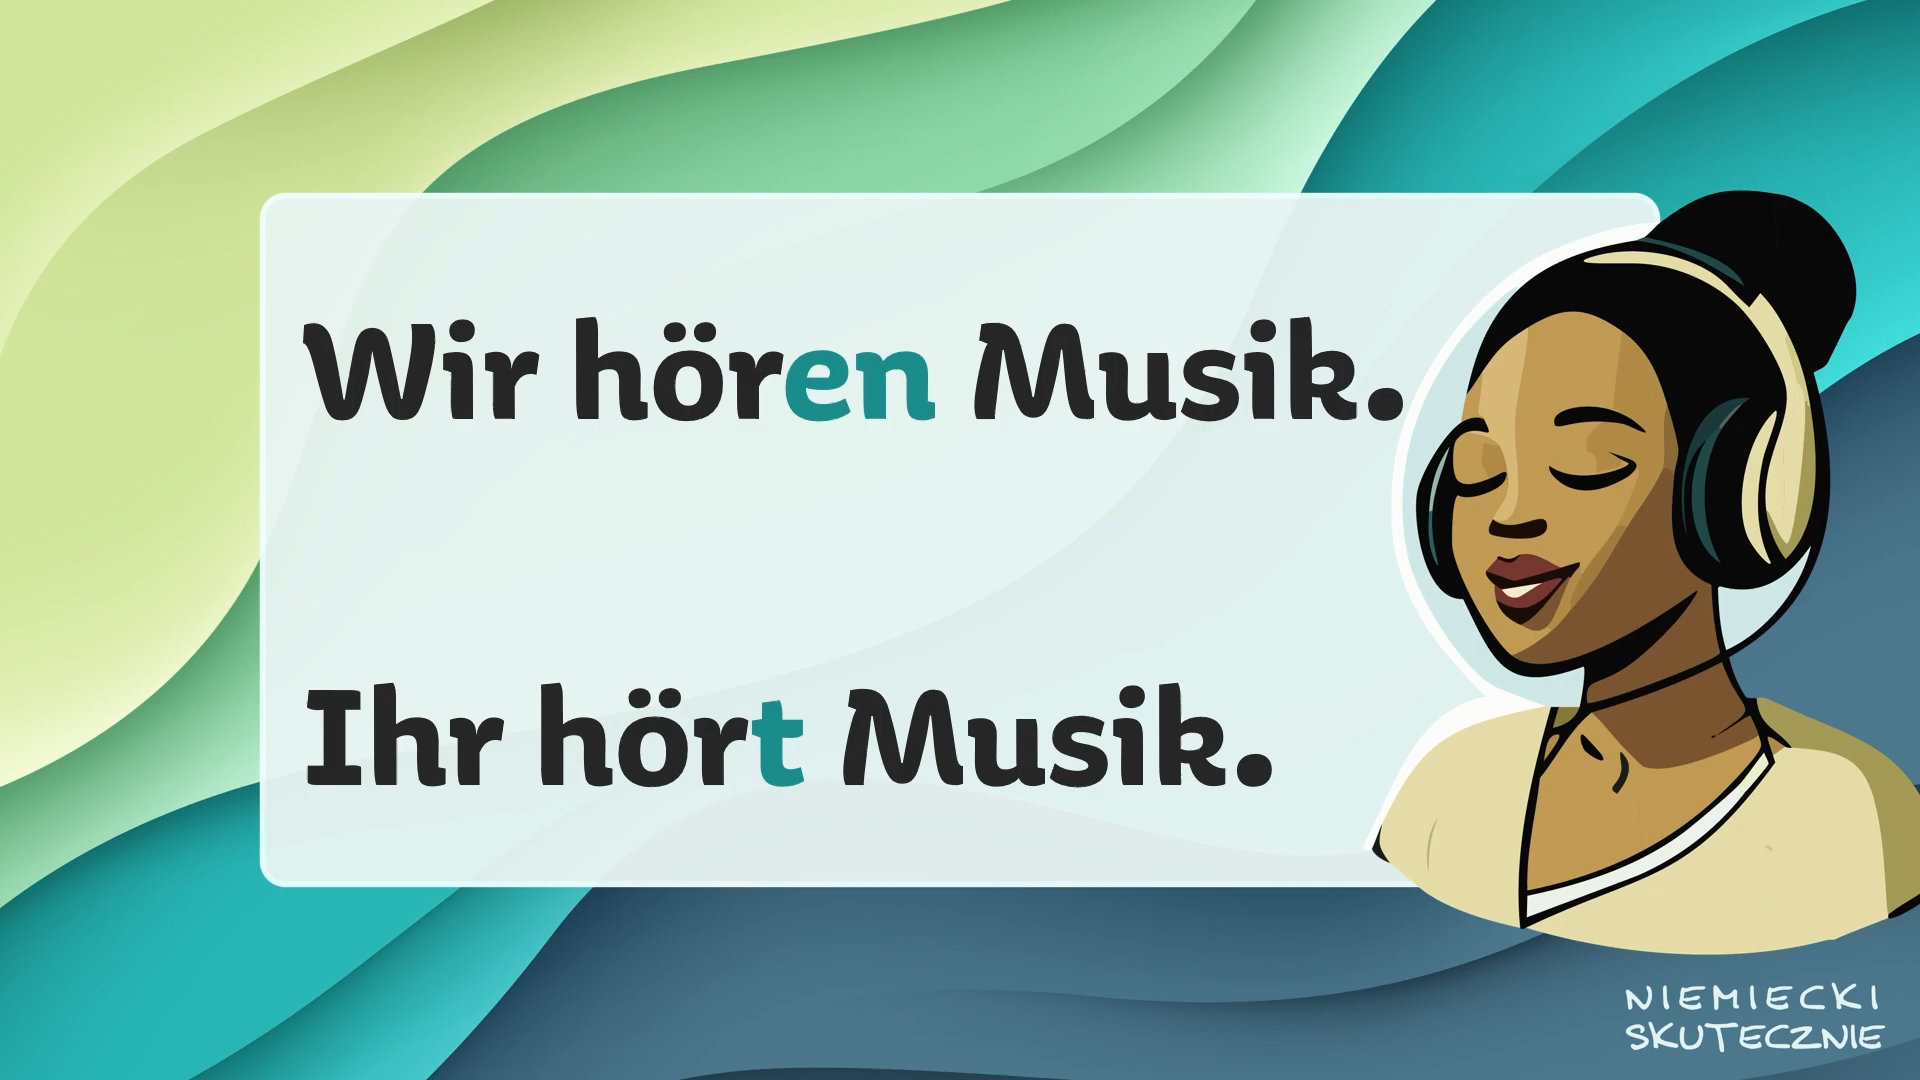 Wir hören Musik.
Ihr hört Musik.
NIEMIECKI
SKUTECZNIE